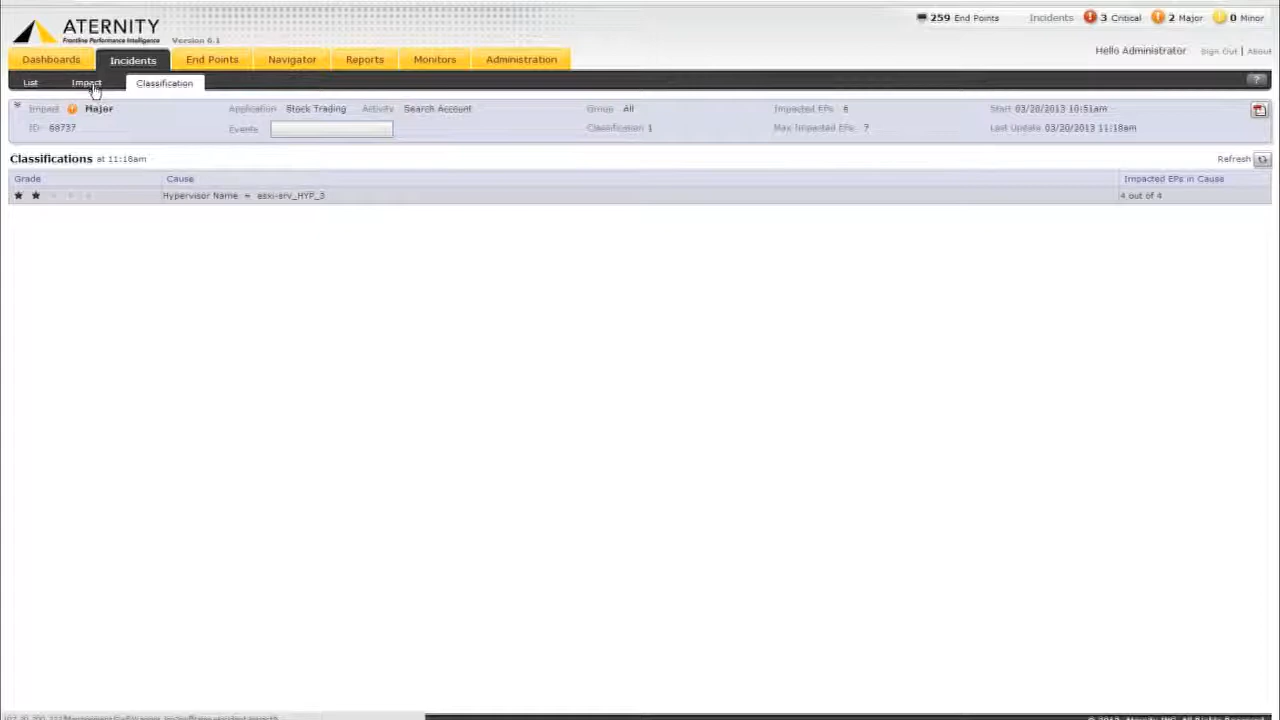 ATERNITY
Frontline Performance Intelligence
Version 6.1
259 End Points Incidents 3 Critical 2 Major 0 Minor
Hello Administrator Sign Out | About
Dashboards Incidents End Points Navigator Reports Monitors Administration
List Impact Classification ?
Impact Major Application Stock Trading Activity Search Account Group All Impacted EPs 6 Start 03/20/2013 10:51am
ID 68737 Events Classification 1 Max Impacted EPs 7 Last Update 03/20/2013 11:18am
Classifications at 11:18am Refresh
Grade Cause Impacted EPs in Cause
Hypervisor Name = esxi-srv_HYP_3 4 out of 4